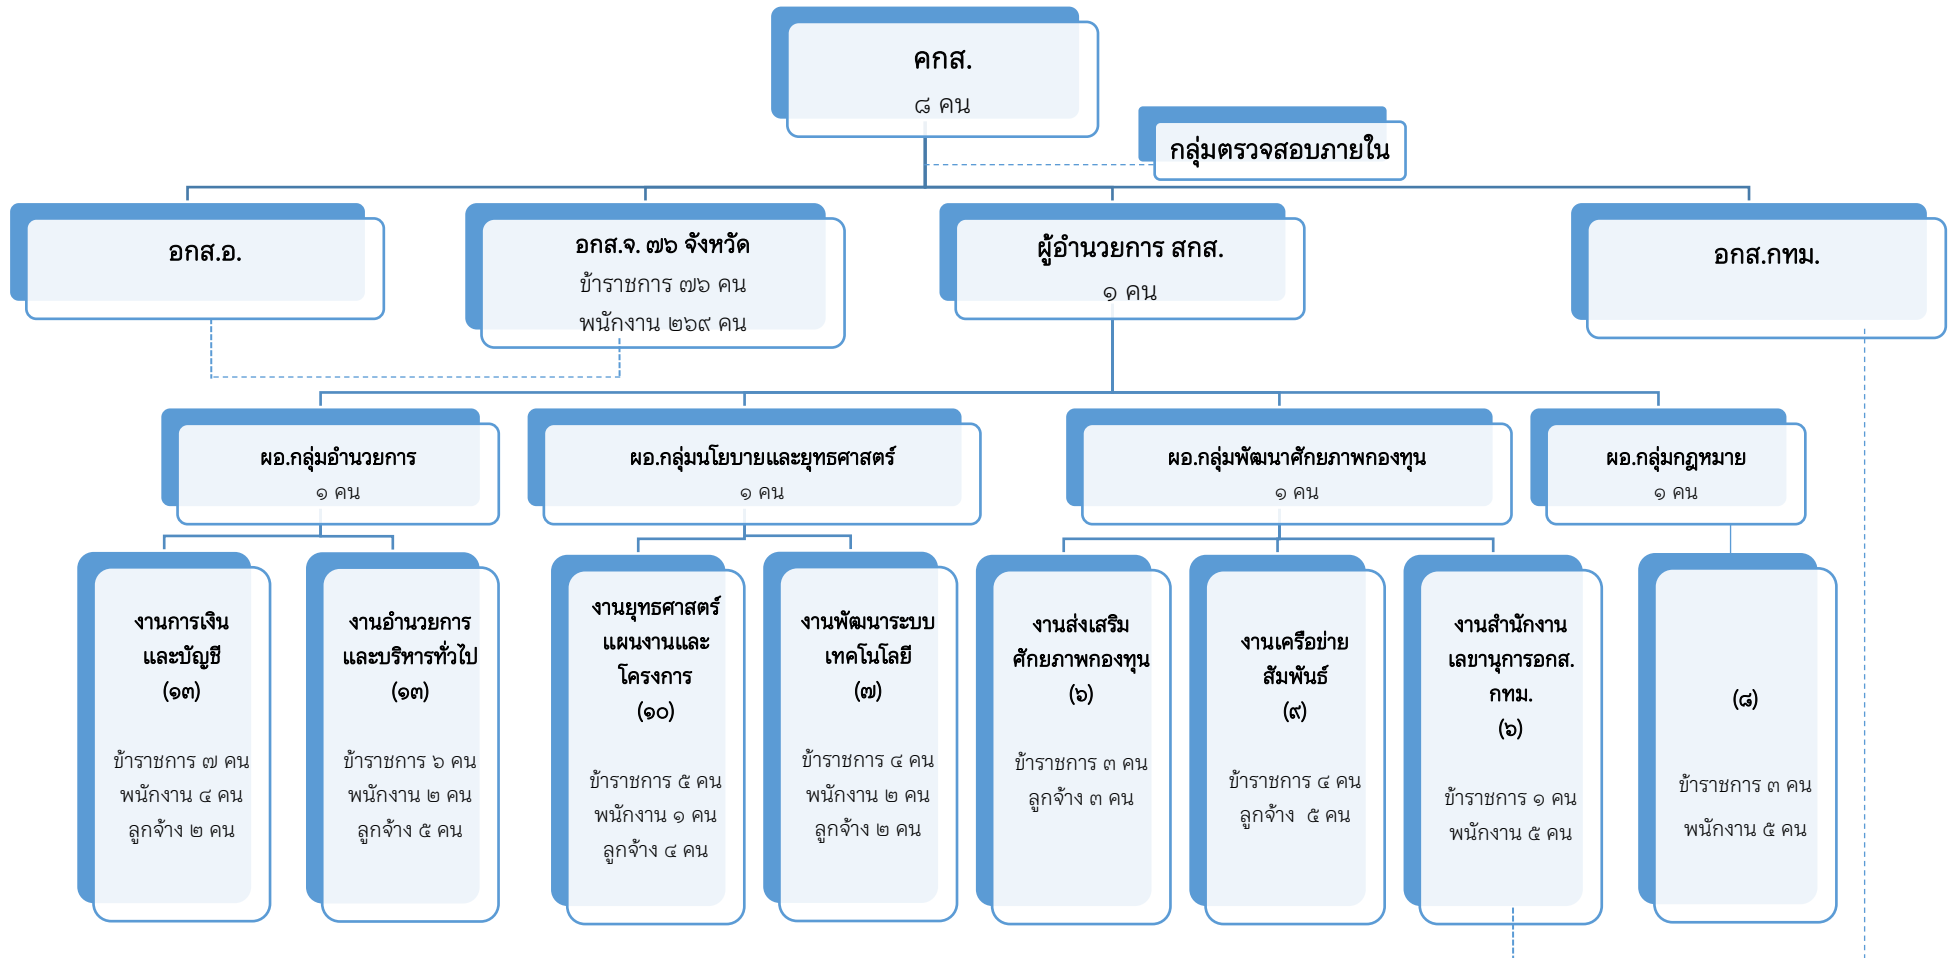 คกส.
๘ คน
กลุ่มตรวจสอบภายใน
อกส.อ.
อกส.จ. ๗๖ จังหวัด
ข้าราชการ ๗๖ คน
พนักงาน ๒๖๙ คน
ผู้อำนวยการ สกส.
๑ คน
อกส.กทม.
ผอ.กลุ่มอำนวยการ
๑ คน
ผอ.กลุ่มนโยบายและยุทธศาสตร์
๑ คน
ผอ.กลุ่มพัฒนาศักยภาพกองทุน
๑ คน
ผอ.กลุ่มกฎหมาย
๑ คน
งานการเงิน
และบัญชี
(๑๓)
ข้าราชการ ๗ คน
พนักงาน ๔ คน
ลูกจ้าง ๒ คน
งานอำนวยการ
และบริหารทั่วไป
(๑๓)
ข้าราชการ ๖ คน
พนักงาน ๒ คน
ลูกจ้าง ๕ คน
งานยุทธศาสตร์
แผนงานและ
โครงการ
(๑๐)
ข้าราชการ ๕ คน
พนักงาน ๑ คน
ลูกจ้าง ๔ คน
งานพัฒนาระบบ
เทคโนโลยี
(๗)
ข้าราชการ ๔ คน
พนักงาน ๒ คน
ลูกจ้าง ๒ คน
งานส่งเสริม
ศักยภาพกองทุน
(๖)
ข้าราชการ ๓ คน
ลูกจ้าง ๓ คน
งานเครือข่าย
สัมพันธ์
(๙)
ข้าราชการ ๔ คน
ลูกจ้าง ๕ คน
งานสำนักงาน
เลขานุการอกส.
กทม.
(๖)
ข้าราชการ ๑ คน
พนักงาน ๕ คน
(๘)
ข้าราชการ ๓ คน
พนักงาน ๕ คน